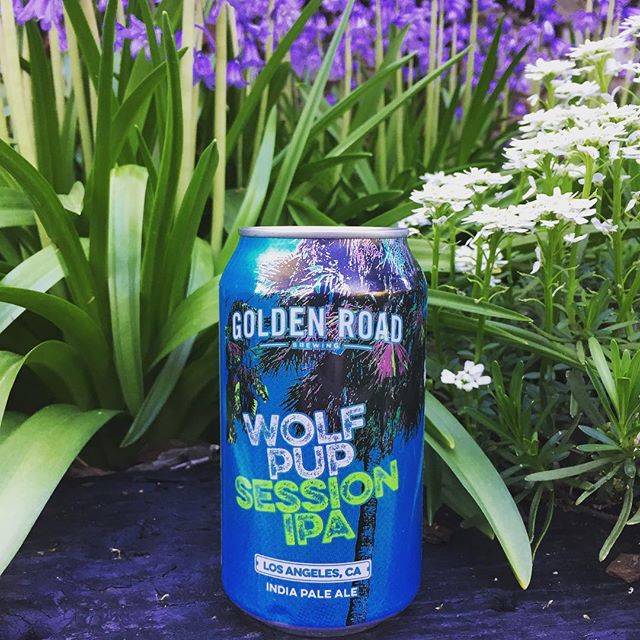 GOLDEN ROAD
BREWING
WOLF
PUP
SESSION
IPA
LOS ANGELES, CA
INDIA PALE ALE